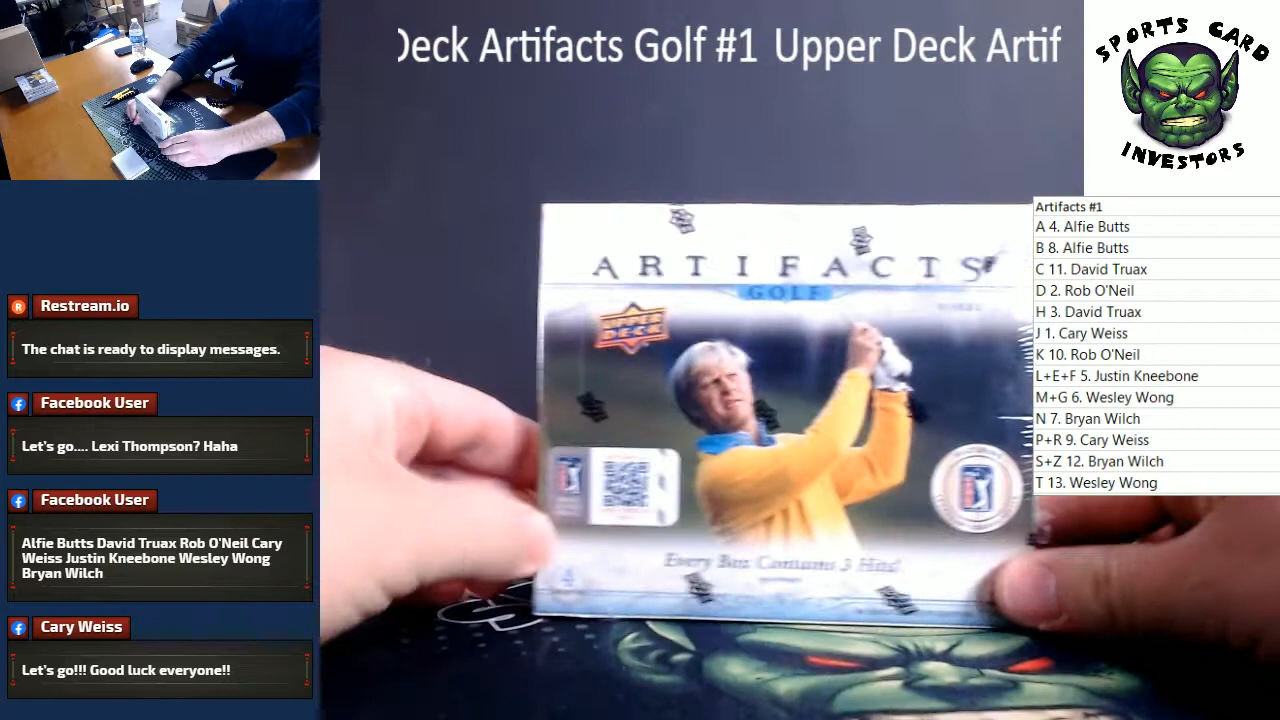 Deck Artifacts Golf #1 Upper Deck Artif
SPORTS CARD
INVESTORS
Artifacts #1
A 4. Alfie Butts
B 8. Alfie Butts
C 11. David Truax
D 2. Rob O'Neil
H 3. David Truax
J 1. Cary Weiss
K 10. Rob O'Neil
L+E+F 5. Justin Kneebone
M+G 6. Wesley Wong
N 7. Bryan Wilch
P+R 9. Cary Weiss
S+Z 12. Bryan Wilch
T 13. Wesley Wong
ARTIFACTS
GOLF
UPPER
DECK
Every Box Contains 3 Hits!
Restream.io
The chat is ready to display messages.
Facebook User
Let's go.... Lexi Thompson? Haha
Facebook User
Alfie Butts David Truax Rob O'Neil Cary
Weiss Justin Kneebone Wesley Wong
Bryan Wilch
Cary Weiss
Let's go!!! Good luck everyone!!